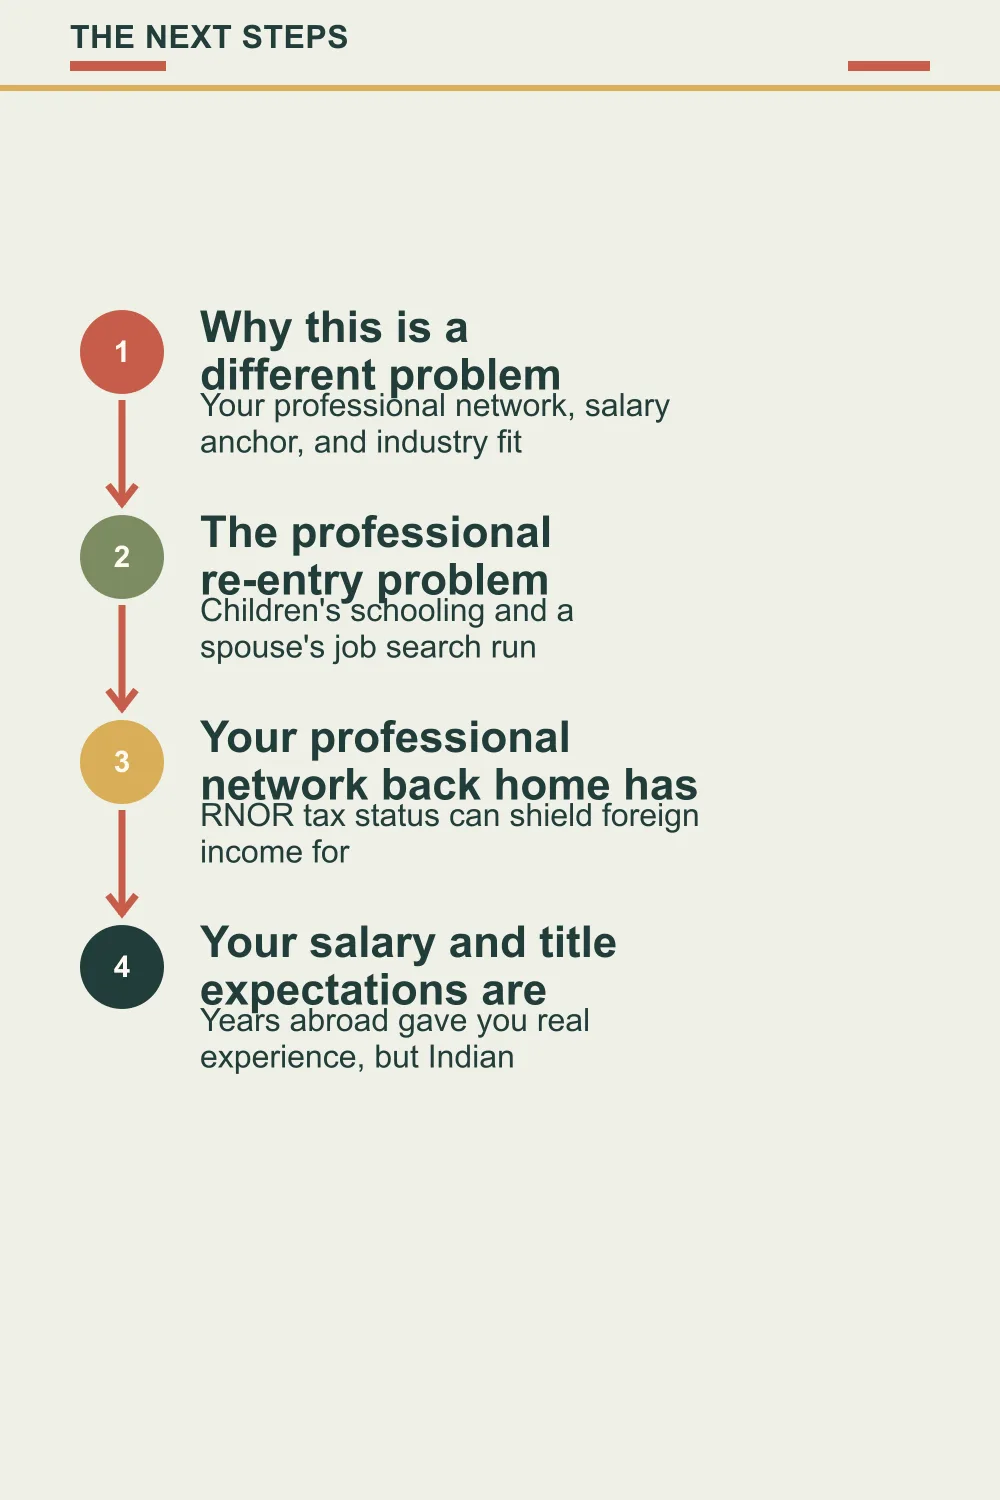 THE NEXT STEPS
1
Why this is a
different problem
Your professional network, salary
anchor, and industry fit
2
The professional
re-entry problem
Children's schooling and a
spouse's job search run
3
Your professional
network back home has
RNOR tax status can shield foreign
income for
4
Your salary and title
expectations are
Years abroad gave you real
experience, but Indian